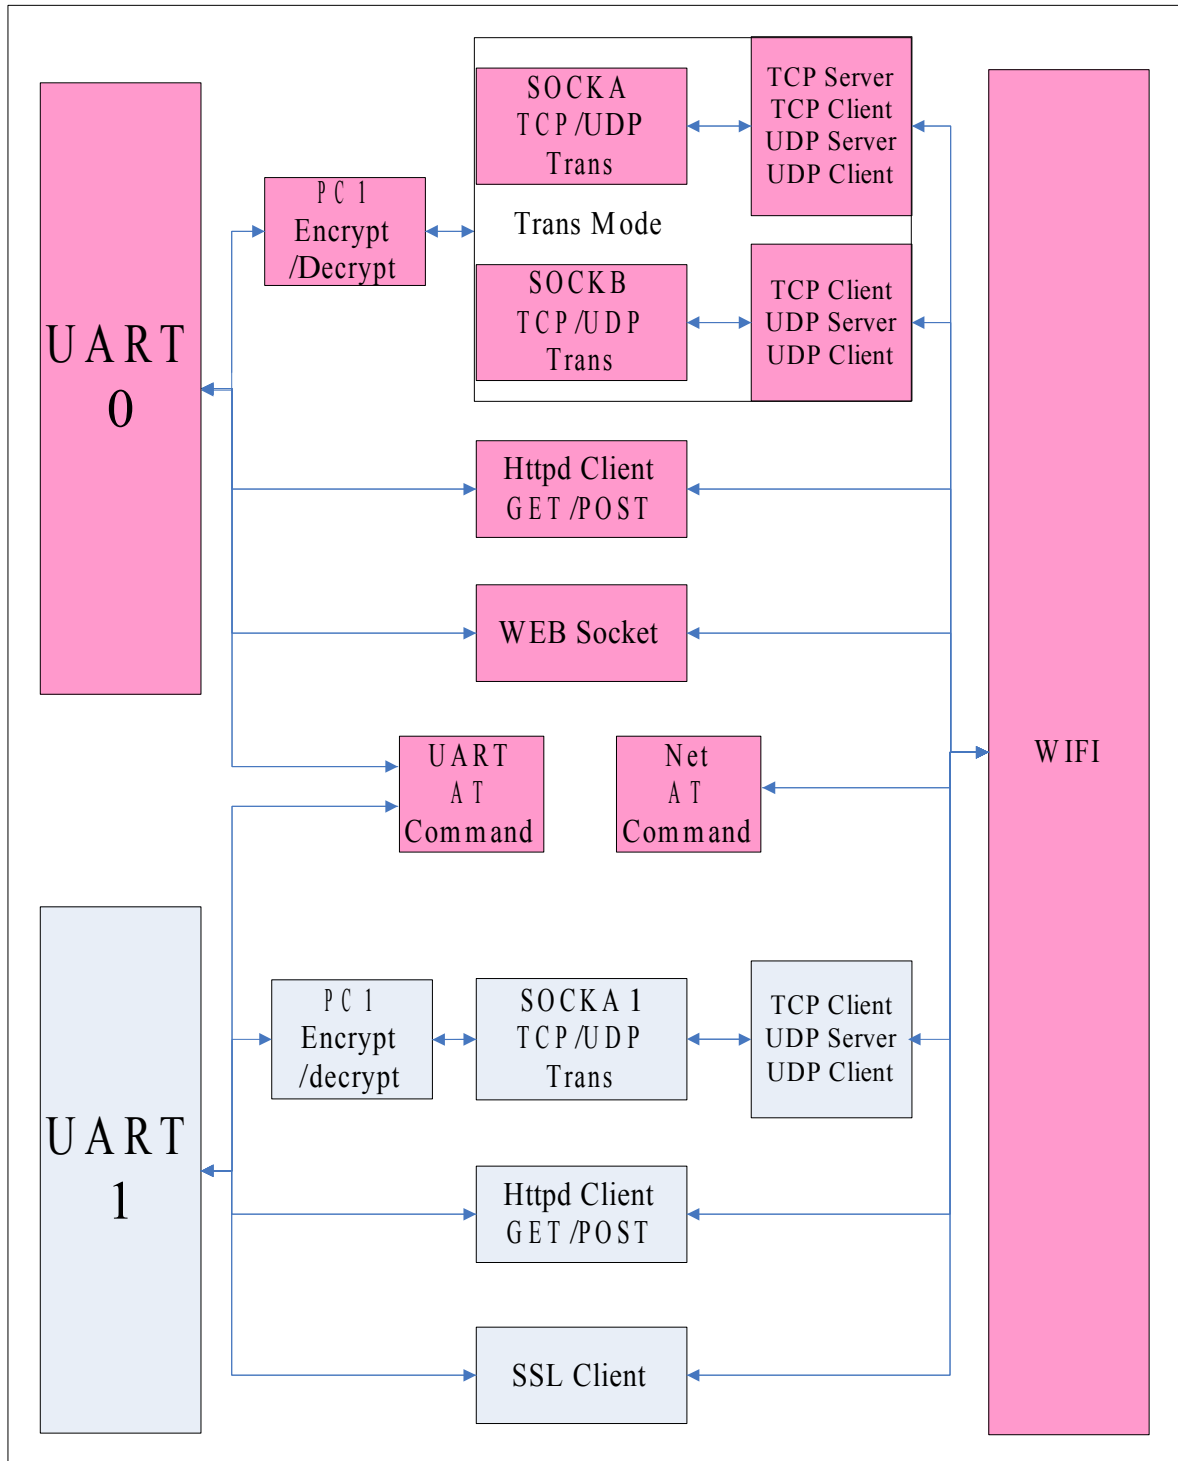 UART
0
PC1
Encrypt
/Decrypt
SOCKA
TCP/UDP
Trans
Trans Mode
SOCKB
TCP/UDP
Trans
TCP Server
TCP Client
UDP Server
UDP Client
TCP Client
UDP Server
UDP Client
Httpd Client
GET/POST
WEB Socket
UART
AT
Command
Net
AT
Command
WIFI
UART
1
PC1
Encrypt
/decrypt
SOCKA1
TCP/UDP
Trans
TCP Client
UDP Server
UDP Client
Httpd Client
GET/POST
SSL Client